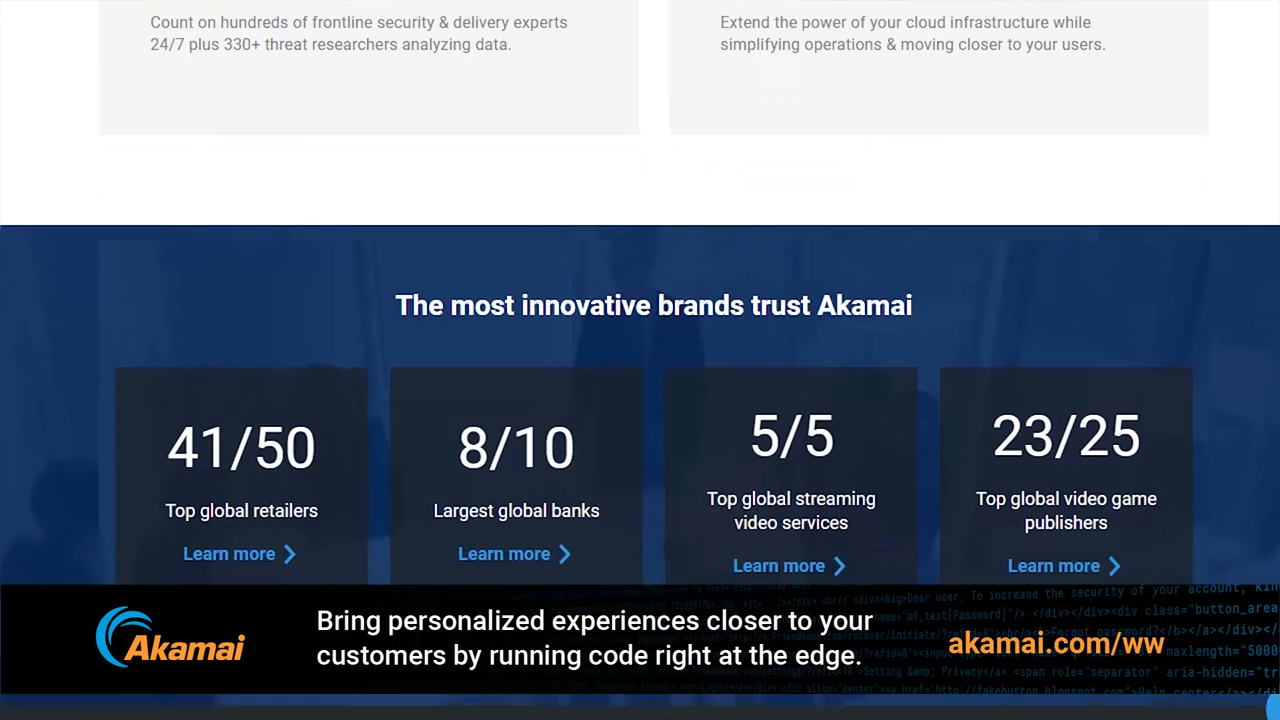 Count on hundreds of frontline security & delivery experts
24/7 plus 330+ threat researchers analyzing data.
Extend the power of your cloud infrastructure while
simplifying operations & moving closer to your users.
The most innovative brands trust Akamai
41/50
Top global retailers
Learn more
8/10
Largest global banks
Learn more
5/5
Top global streaming
video services
Learn more
23/25
Top global video game
publishers
Learn more
Akamai
Bring personalized experiences closer to your
customers by running code right at the edge.
akamai.com/ww